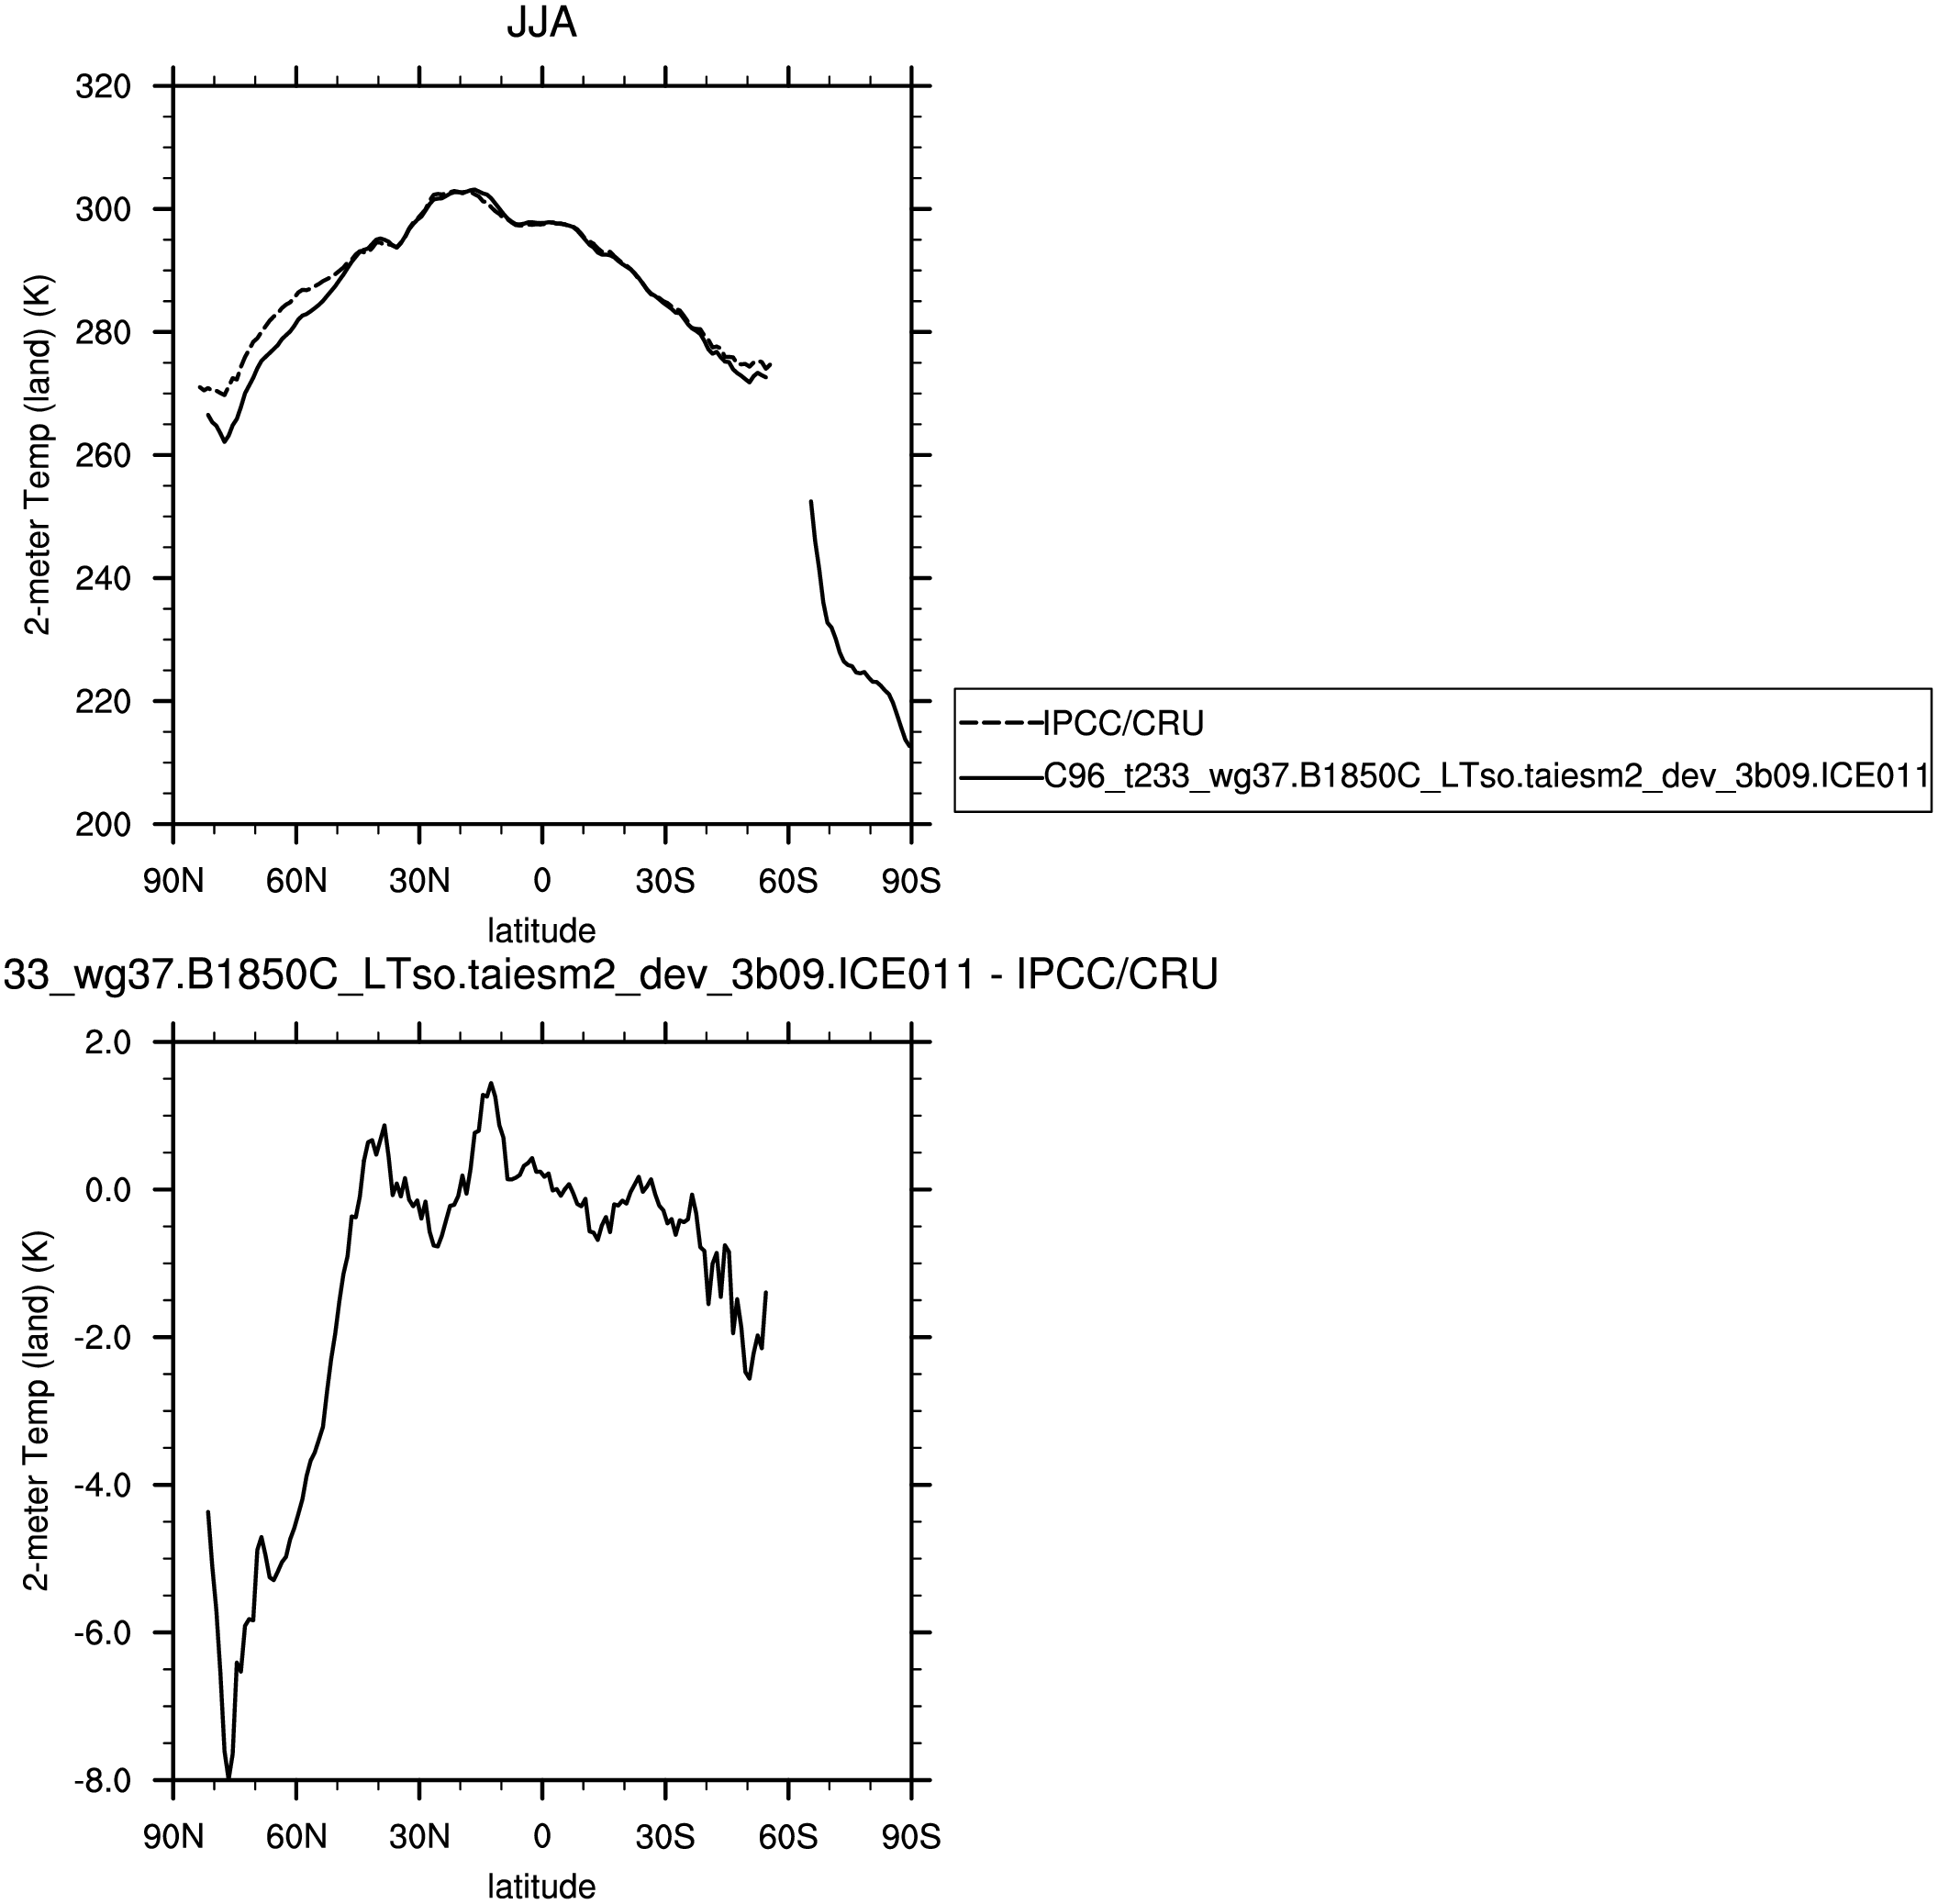 JJA
320
300
280
260
240
220
200
2-meter Temp (land) (K)
90N 60N 30N 0 30S 60S 90S
latitude
IPCC/CRU
C96_t233_wg37.B1850C_LTso.taiesm2_dev_3b09.ICE011
33_wg37.B1850C_LTso.taiesm2_dev_3b09.ICE011 - IPCC/CRU
2.0
0.0
-2.0
-4.0
-6.0
-8.0
2-meter Temp (land) (K)
90N 60N 30N 0 30S 60S 90S
latitude